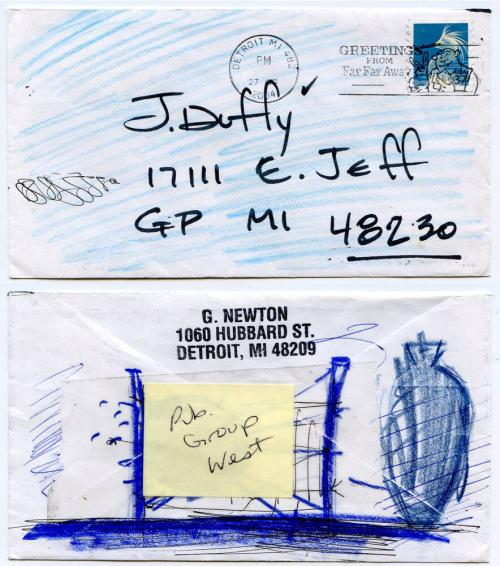 DETROIT MI 482
PM
27
2004
GREETINGS
FROM
Far Far Away
J. Duffy
17111 E. Jeff
GP MI 48230
G. NEWTON
1060 HUBBARD ST.
DETROIT, MI 48209
Pub.
Group
West